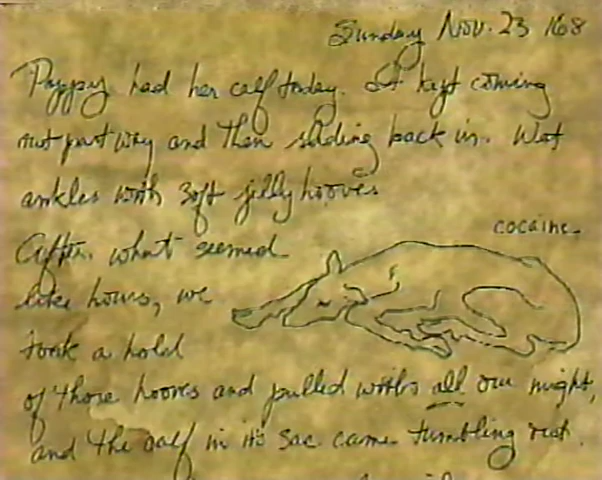 Sunday Nov. 23 '68
Poppy had her calf today. It kept coming
out part way and then sliding back in. Wet
ankles with soft jelly hooves
After what seemed
cocaine.
like hours, we
took a hold
of those hooves and pulled with all our might,
and the calf in it's sac came tumbling out.